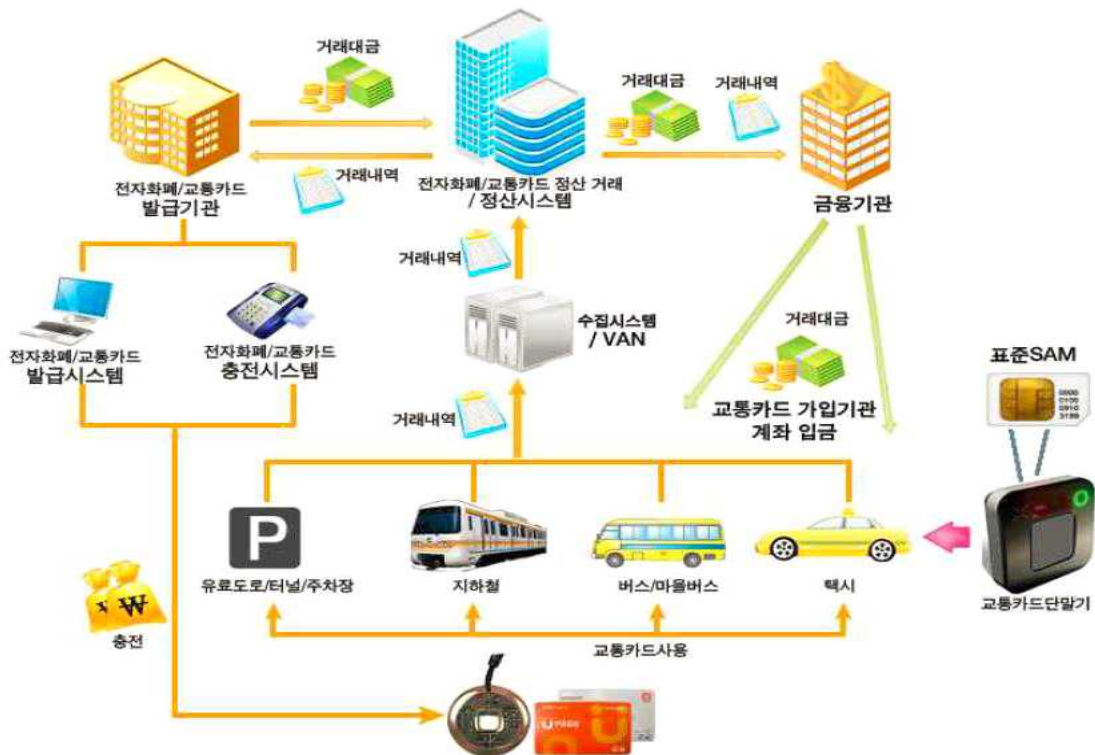 거래대금
거래내역
전자화폐/교통카드
발급기관
전자화폐/교통카드 정산 거래
/ 정산시스템
거래대금
거래내역
금융기관
거래내역
수집시스템
/ VAN
전자화폐/교통카드
발급시스템
전자화폐/교통카드
충전시스템
거래내역
거래대금
교통카드 가입기관
계좌 입금
표준SAM
P
유료도로/터널/주차장
지하철
버스/마을버스
택시
교통카드단말기
충전
교통카드사용